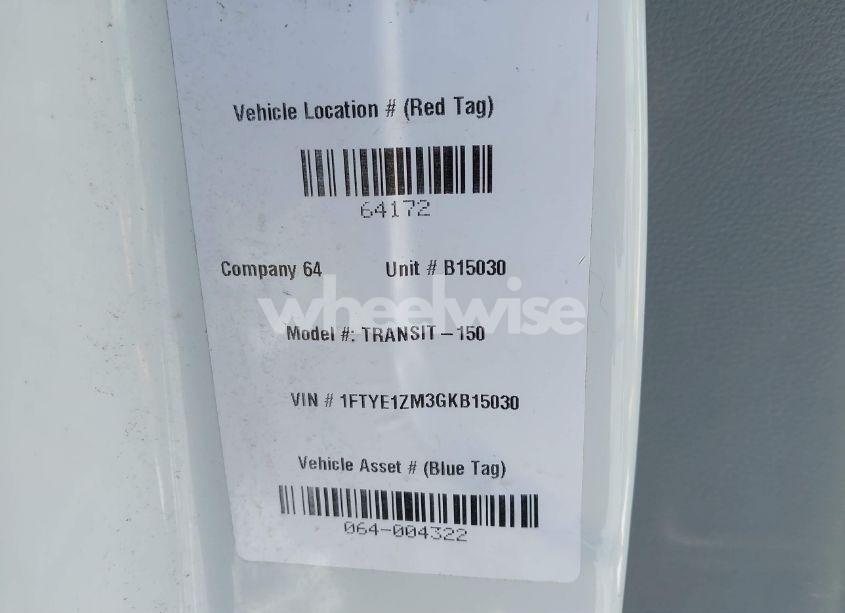 Vehicle Location # (Red Tag)
64172
Company 64 Unit # B15030
wheelwise
Model #: TRANSIT-150
VIN # 1FTYE1ZM3GKB15030
Vehicle Asset # (Blue Tag)
064-004322